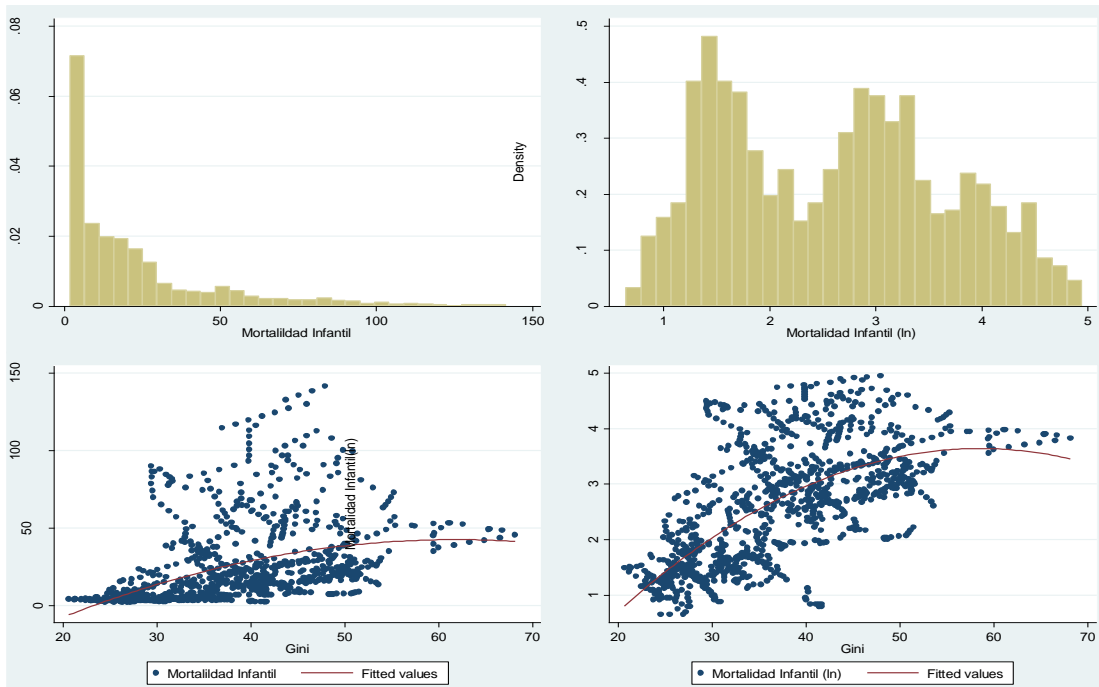 .08
.06
.04
.02
0
0 50 100 150
Mortalildad Infantil
Density
.5
.4
.3
.2
.1
0
1 2 3 4 5
Mortalidad Infantil (ln)
150
100
50
0
20 30 40 50 60 70
Gini
Mortalidad Infantil(ln)
Mortalildad Infantil Fitted values
5
4
3
2
1
20 30 40 50 60 70
Gini
Mortalidad Infantil (ln) Fitted values